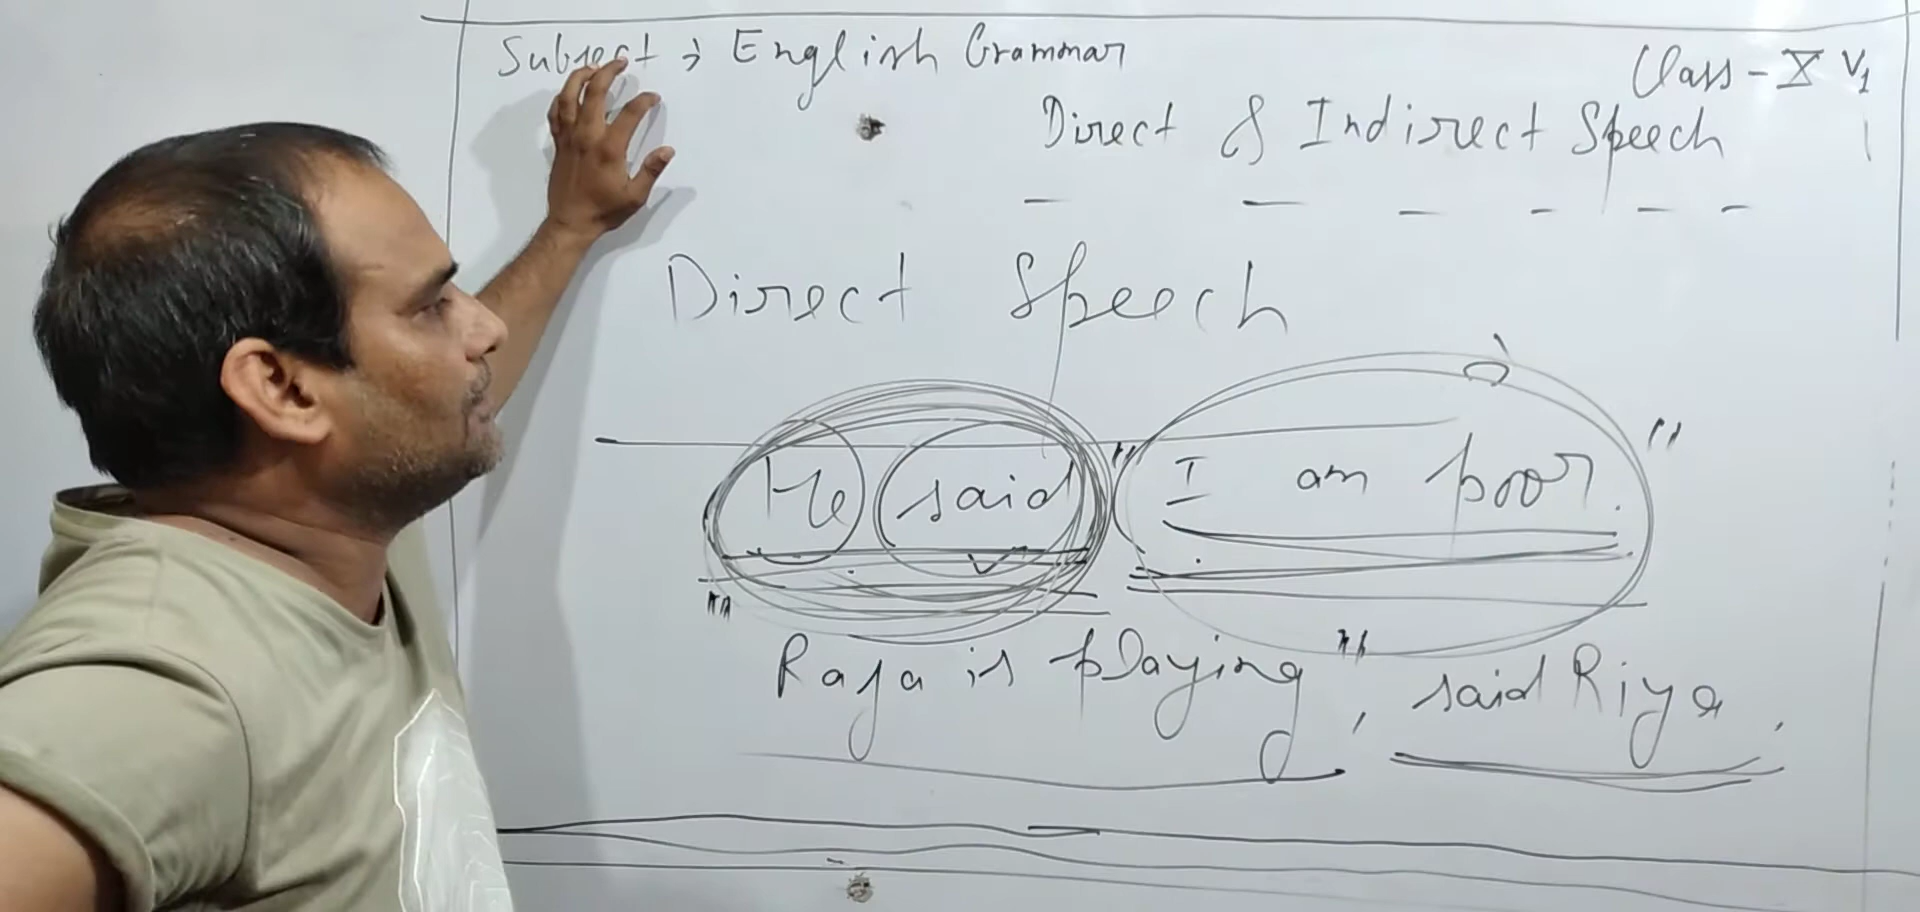 Subject → English Grammar
Class - X V1
Direct & Indirect Speech
Direct Speech
He said " I am poor. "
" Raja is playing ", said Riya.